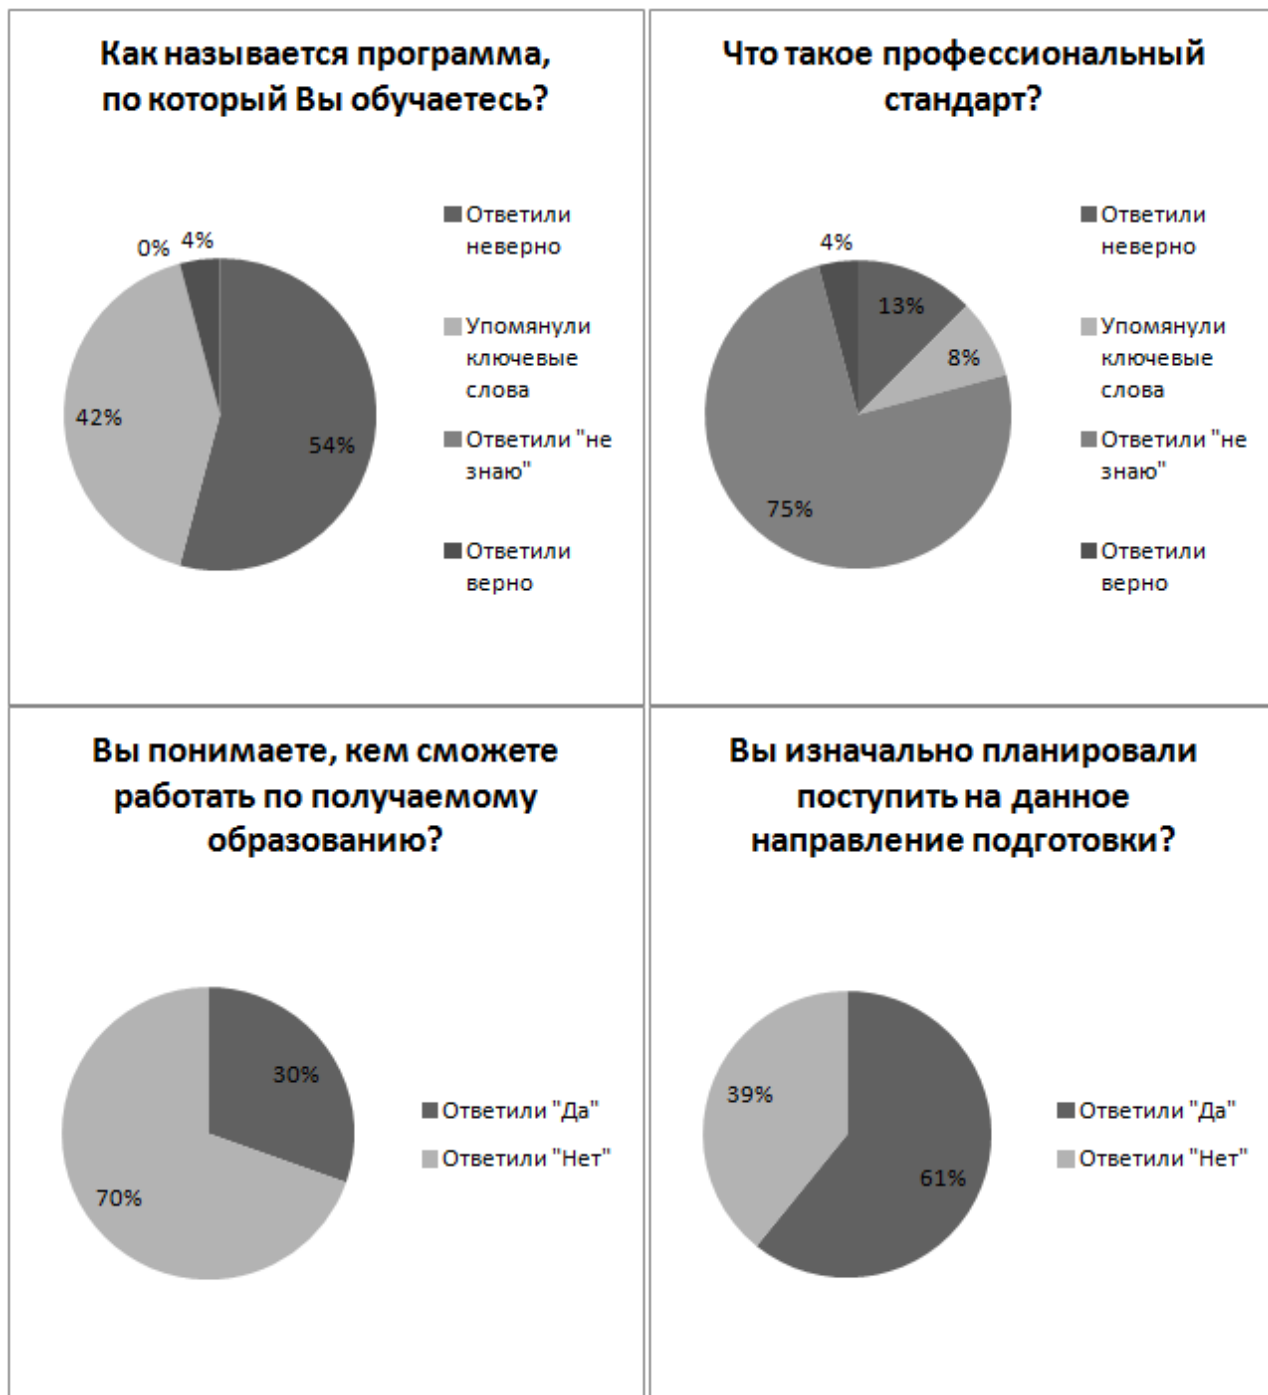 Как называется программа,
по который Вы обучаетесь?
0%
4%
42%
54%
Ответили
неверно
Упомянули
ключевые
слова
Ответили "не
знаю"
Ответили
верно
Что такое профессиональный
стандарт?
4%
13%
8%
75%
Ответили
неверно
Упомянули
ключевые
слова
Ответили "не
знаю"
Ответили
верно
Вы понимаете, кем сможете
работать по получаемому
образованию?
30%
70%
Ответили "Да"
Ответили "Нет"
Вы изначально планировали
поступить на данное
направление подготовки?
39%
61%
Ответили "Да"
Ответили "Нет"